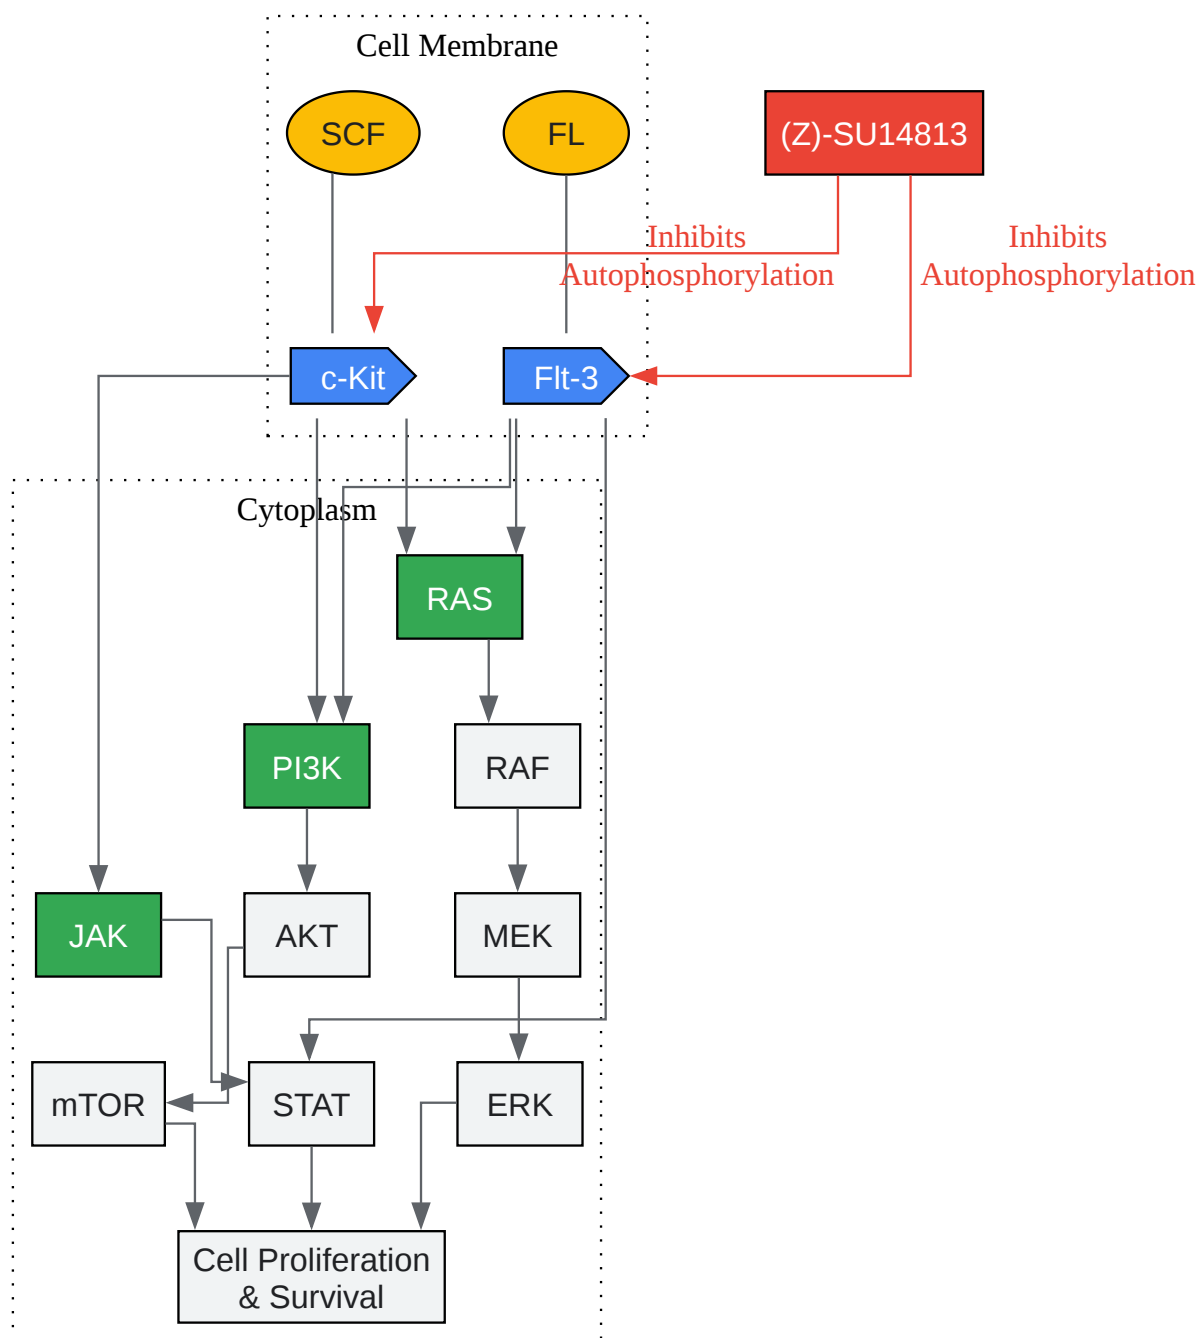 Cell Membrane
SCF
FL
(Z)-SU14813
Inhibits
Autophosphorylation
Inhibits
Autophosphorylation
c-Kit
Flt-3
Cytoplasm
RAS
PI3K
RAF
JAK
AKT
MEK
mTOR
STAT
ERK
Cell Proliferation
& Survival